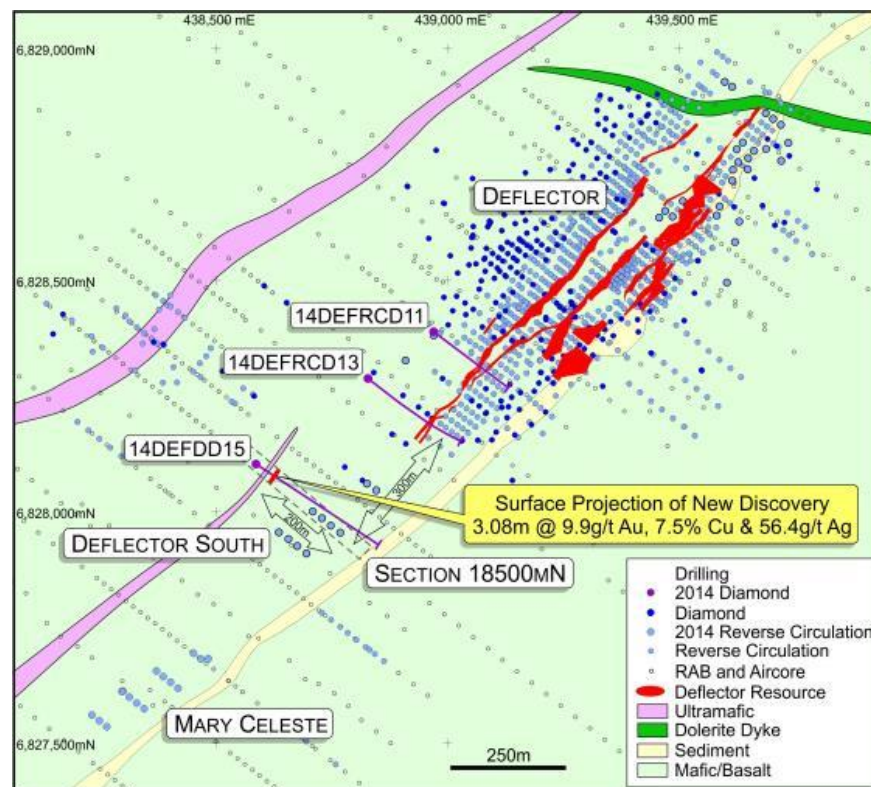 438,500 mE
439,000 mE
439,500 mE
6,829,000mN
DEFLECTOR
6,828,500mN
14DEFRCD11
14DEFRCD13
14DEFDD15
300m
Surface Projection of New Discovery
3.08m @ 9.9g/t Au, 7.5% Cu & 56.4g/t Ag
6,828,000mN
200m
DEFLECTOR SOUTH
SECTION 18500MN
Drilling
2014 Diamond
Diamond
2014 Reverse Circulation
Reverse Circulation
RAB and Aircore
Deflector Resource
Ultramafic
Dolerite Dyke
Sediment
Mafic/Basalt
MARY CELESTE
6,827,500mN
250m